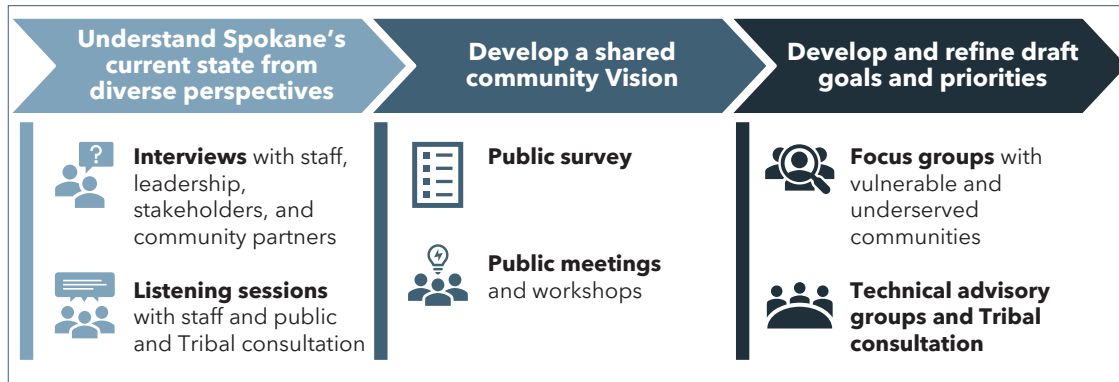 Understand Spokane's
current state from
diverse perspectives
Develop a shared
community Vision
Develop and refine draft
goals and priorities
?
Interviews with staff,
leadership,
stakeholders, and
community partners
Listening sessions
with staff and public
and Tribal consultation
Public survey
Public meetings
and workshops
Focus groups with
vulnerable and
underserved
communities
Technical advisory
groups and Tribal
consultation